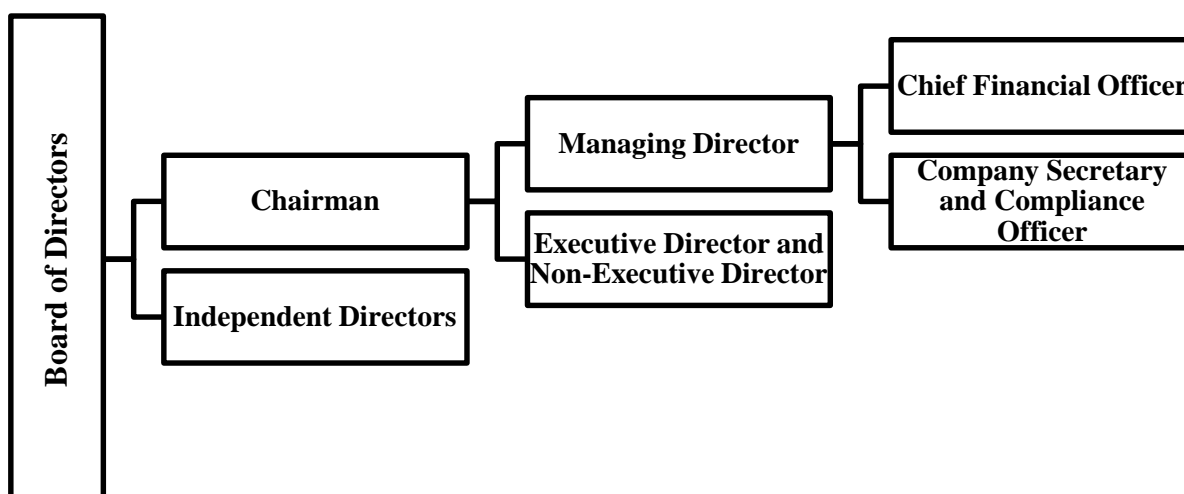 Board of Directors
Chairman
Independent Directors
Managing Director
Executive Director and
Non-Executive Director
Chief Financial Officer
Company Secretary
and Compliance
Officer